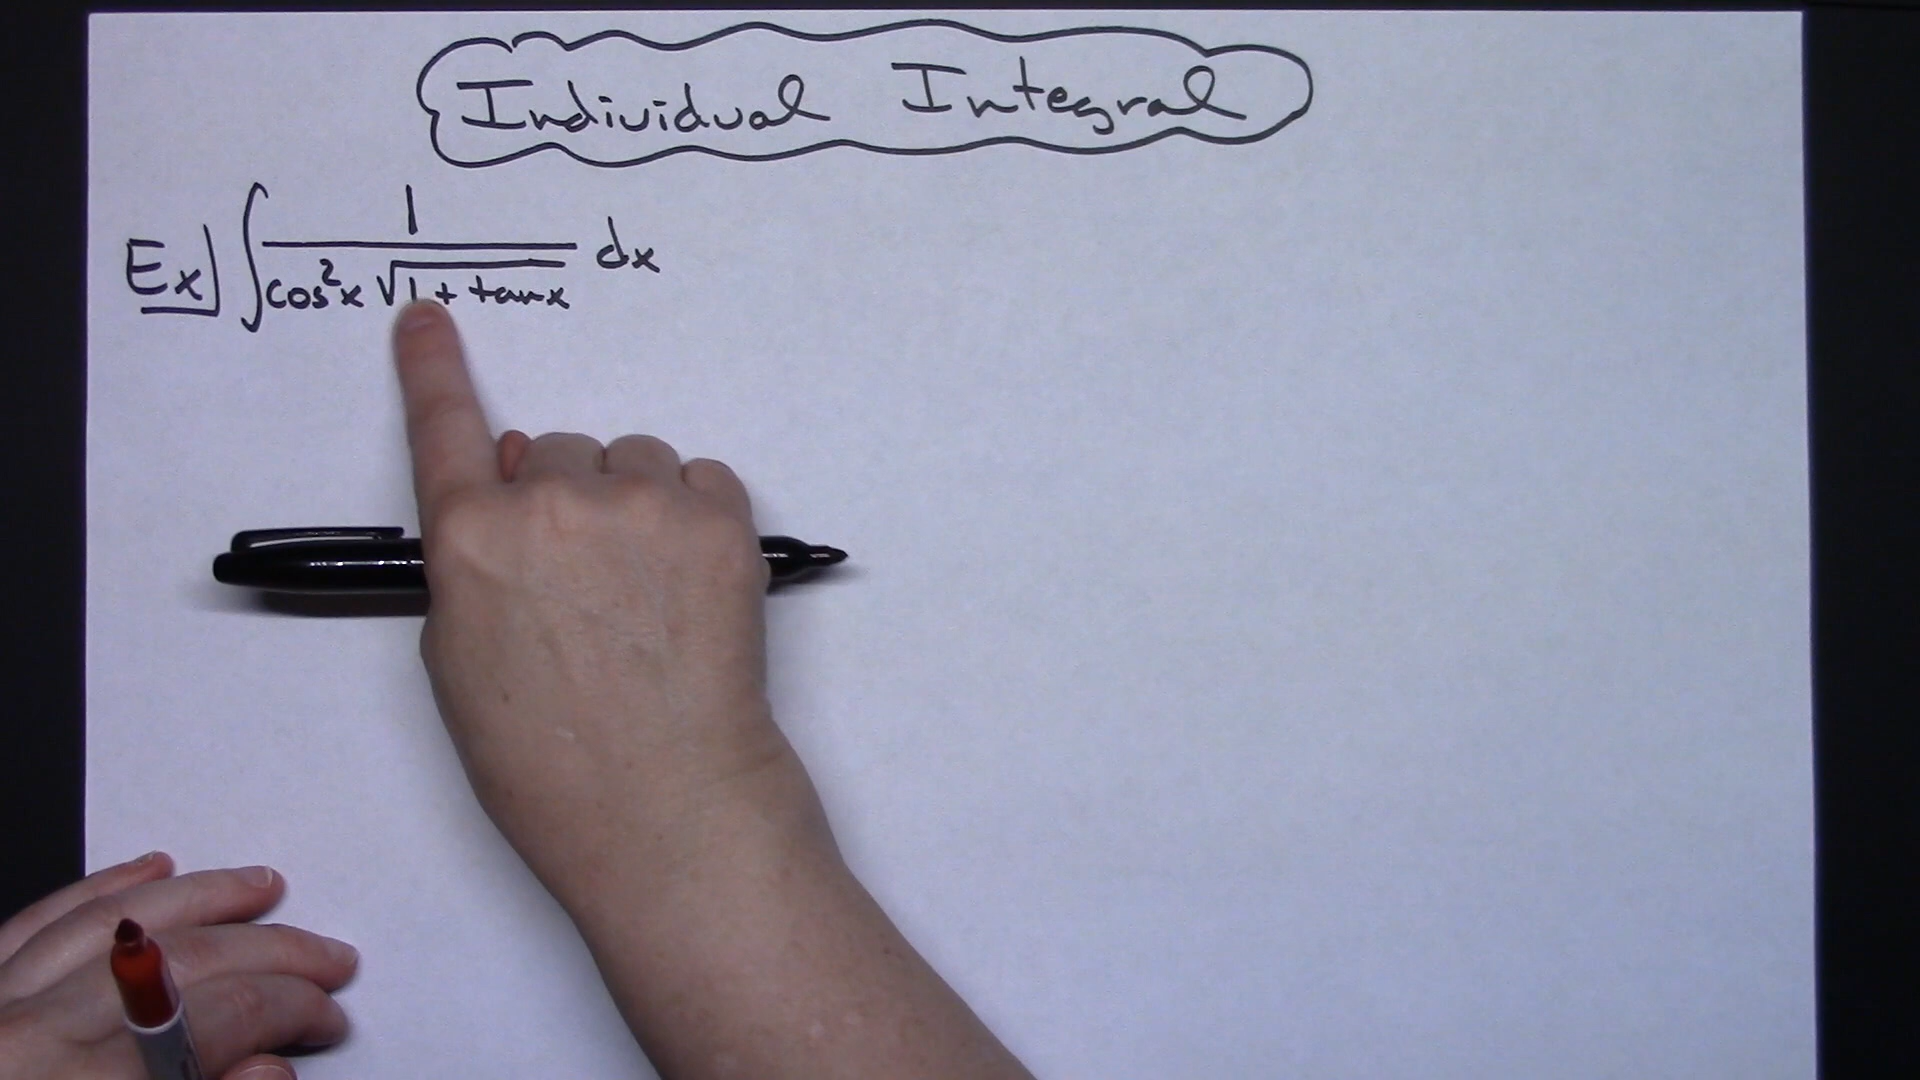 Individual Integral
Ex] ∫ 1/(cos²x √(1 + tanx)) dx